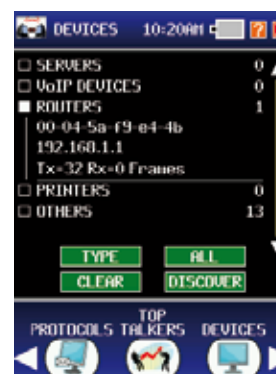 DEVICES 10:20AM ?
SERVERS 0
VoIP DEVICES 0
ROUTERS 1
00-04-5a-f9-e4-4b
192.168.1.1
Tx=32 Rx=0 Frames
PRINTERS 0
OTHERS 13
TYPE ALL
CLEAR DISCOVER
TOP
PROTOCOLS TALKERS DEVICES